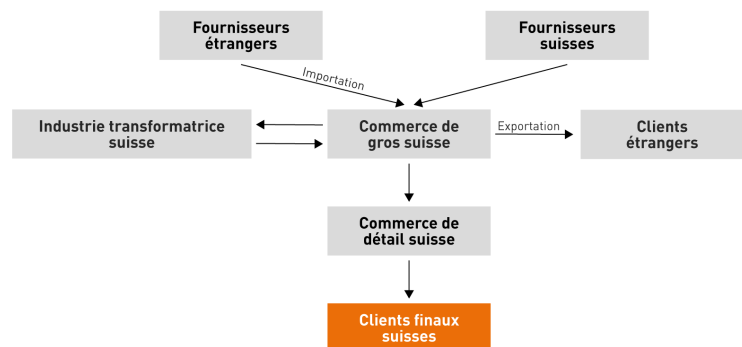 Fournisseurs
étrangers
Fournisseurs
suisses
Importation
Industrie transformatrice
suisse
Commerce de
gros suisse
Exportation
Clients
étrangers
Commerce de
détail suisse
Clients finaux
suisses